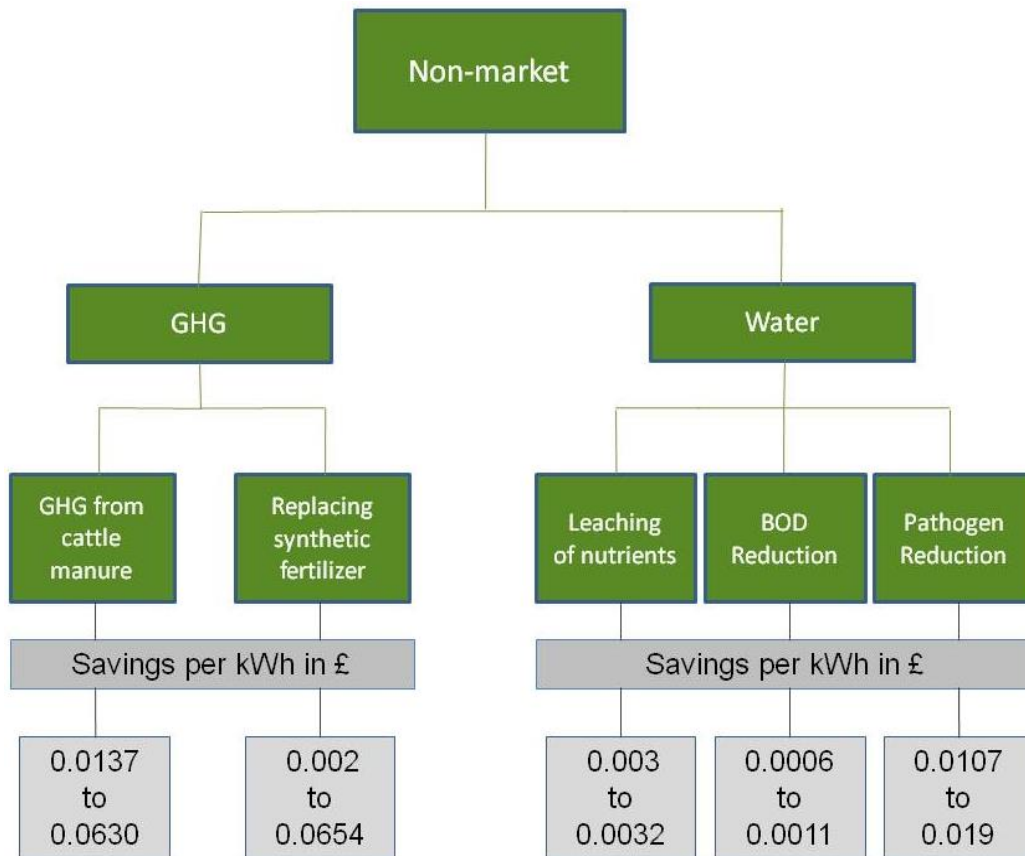 Non-market
GHG
Water
GHG from
cattle
manure
Replacing
synthetic
fertilizer
Leaching
of nutrients
BOD
Reduction
Pathogen
Reduction
Savings per kWh in £
Savings per kWh in £
0.0137
to
0.0630
0.002
to
0.0654
0.003
to
0.0032
0.0006
to
0.0011
0.0107
to
0.019